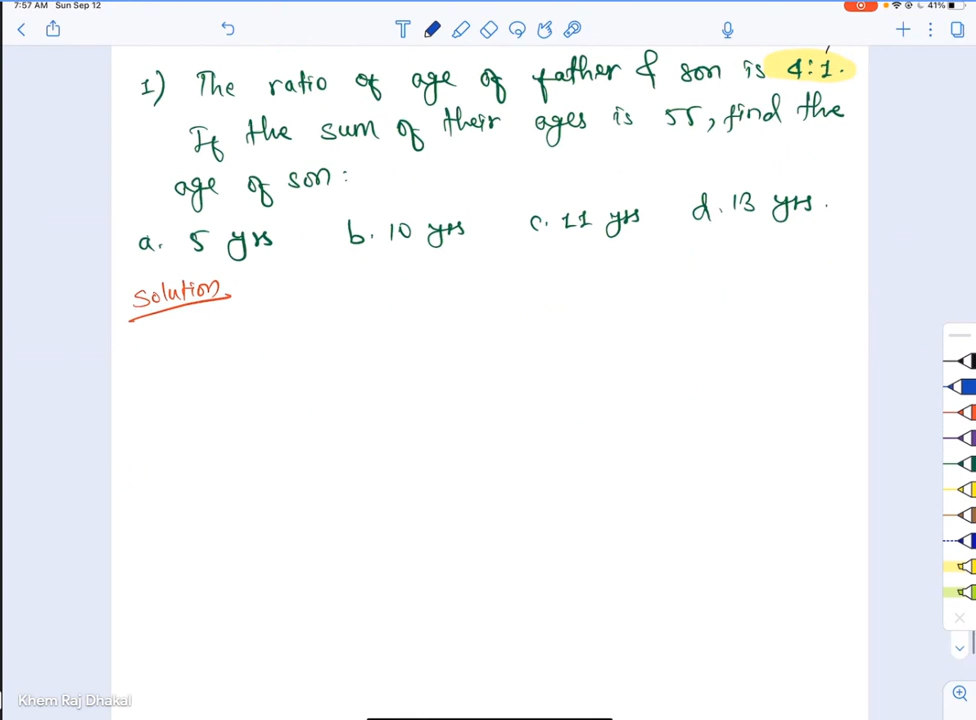 7:57 AM Sun Sep 12
41%
1) The ratio of age of father & son is 4:1.
If the sum of their ages is 55, find the
age of son:
a. 5 yrs b. 10 yrs c. 11 yrs d. 13 yrs.
Solution
Khem Raj Dhakal